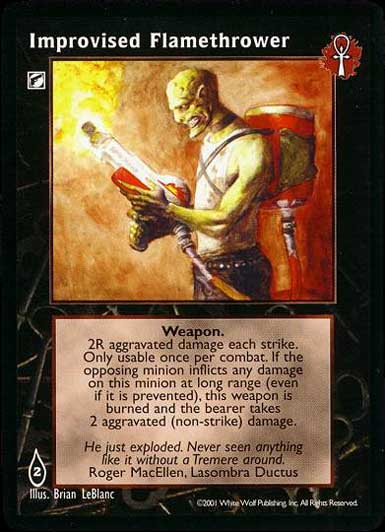 Improvised Flamethrower
Weapon.
2R aggravated damage each strike.
Only usable once per combat. If the
opposing minion inflicts any damage
on this minion at long range (even
if it is prevented), this weapon is
burned and the bearer takes
2 aggravated (non-strike) damage.
He just exploded. Never seen anything
like it without a Tremere around.
Roger MacEllen, Lasombra Ductus
2
Illus. Brian LeBlanc
©2001 White Wolf Publishing, Inc. All Rights Reserved.